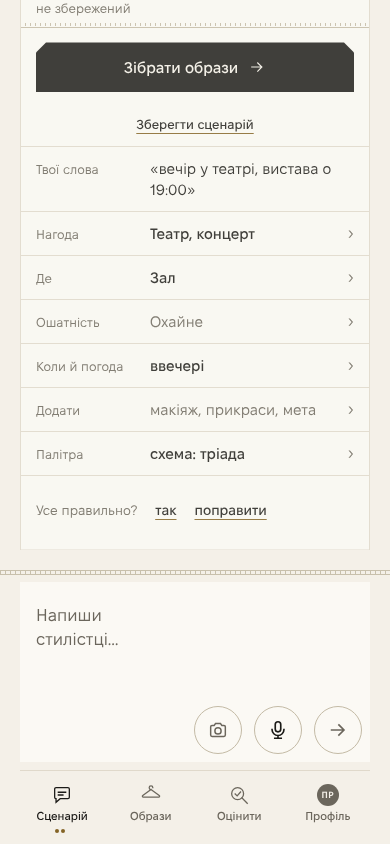 не збережений
Зібрати образи →
Зберегти сценарій
Твої слова «вечір у театрі, вистава о
19:00»
Нагода Театр, концерт
Де Зал
Ошатність Охайне
Коли й погода ввечері
Додати макіяж, прикраси, мета
Палітра схема: тріада
Усе правильно? так поправити
Напиши
стилістці...
ПР
Сценарій Образи Оцінити Профіль